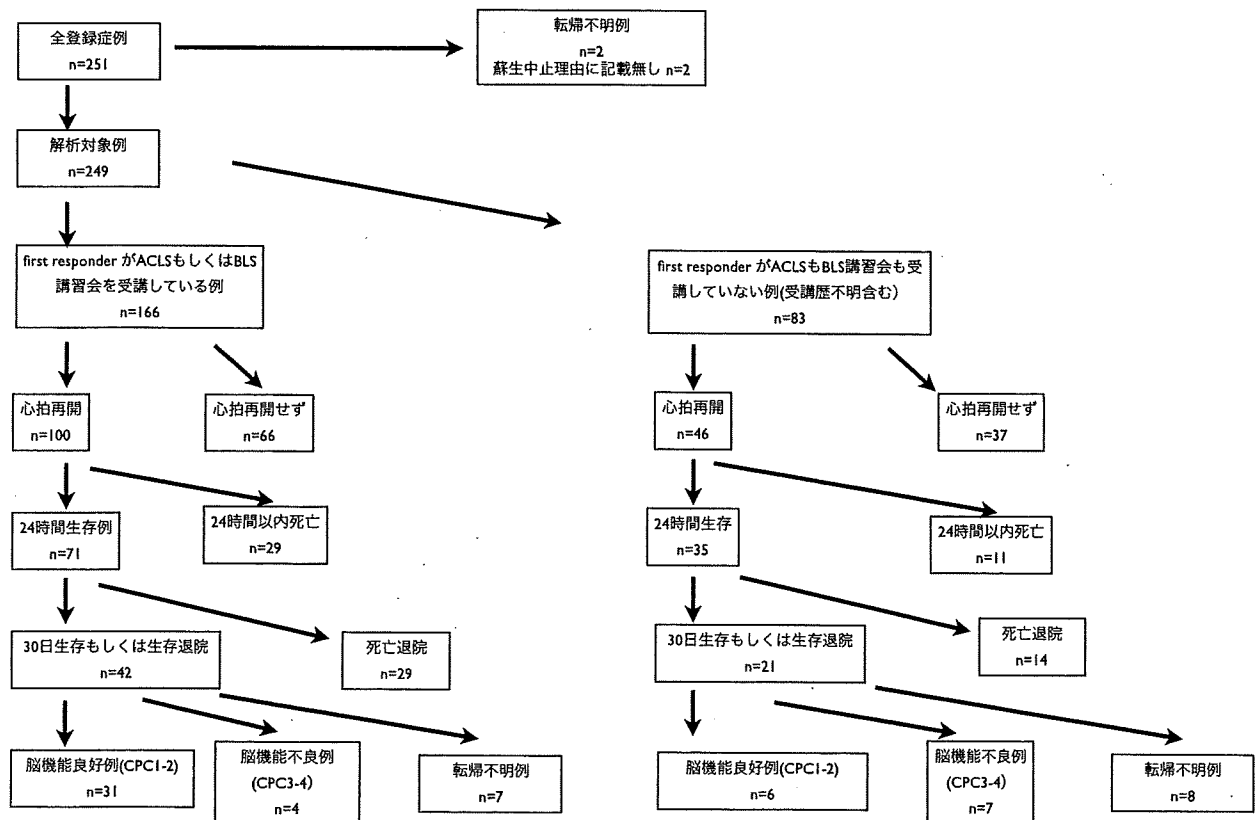 全登録症例
n=251
転帰不明例
n=2
蘇生中止理由に記載無し n=2
解析対象例
n=249
first responder がACLSもしくはBLS
講習会を受講している例
n=166
first responder がACLSもBLS講習会も受
講していない例(受講歴不明含む)
n=83
心拍再開
n=100
心拍再開せず
n=66
心拍再開
n=46
心拍再開せず
n=37
24時間生存例
n=71
24時間以内死亡
n=29
24時間生存
n=35
24時間以内死亡
n=11
30日生存もしくは生存退院
n=42
死亡退院
n=29
30日生存もしくは生存退院
n=21
死亡退院
n=14
脳機能良好例(CPC1-2)
n=31
脳機能不良例
(CPC3-4)
n=4
転帰不明例
n=7
脳機能良好例(CPC1-2)
n=6
脳機能不良例
(CPC3-4)
n=7
転帰不明例
n=8